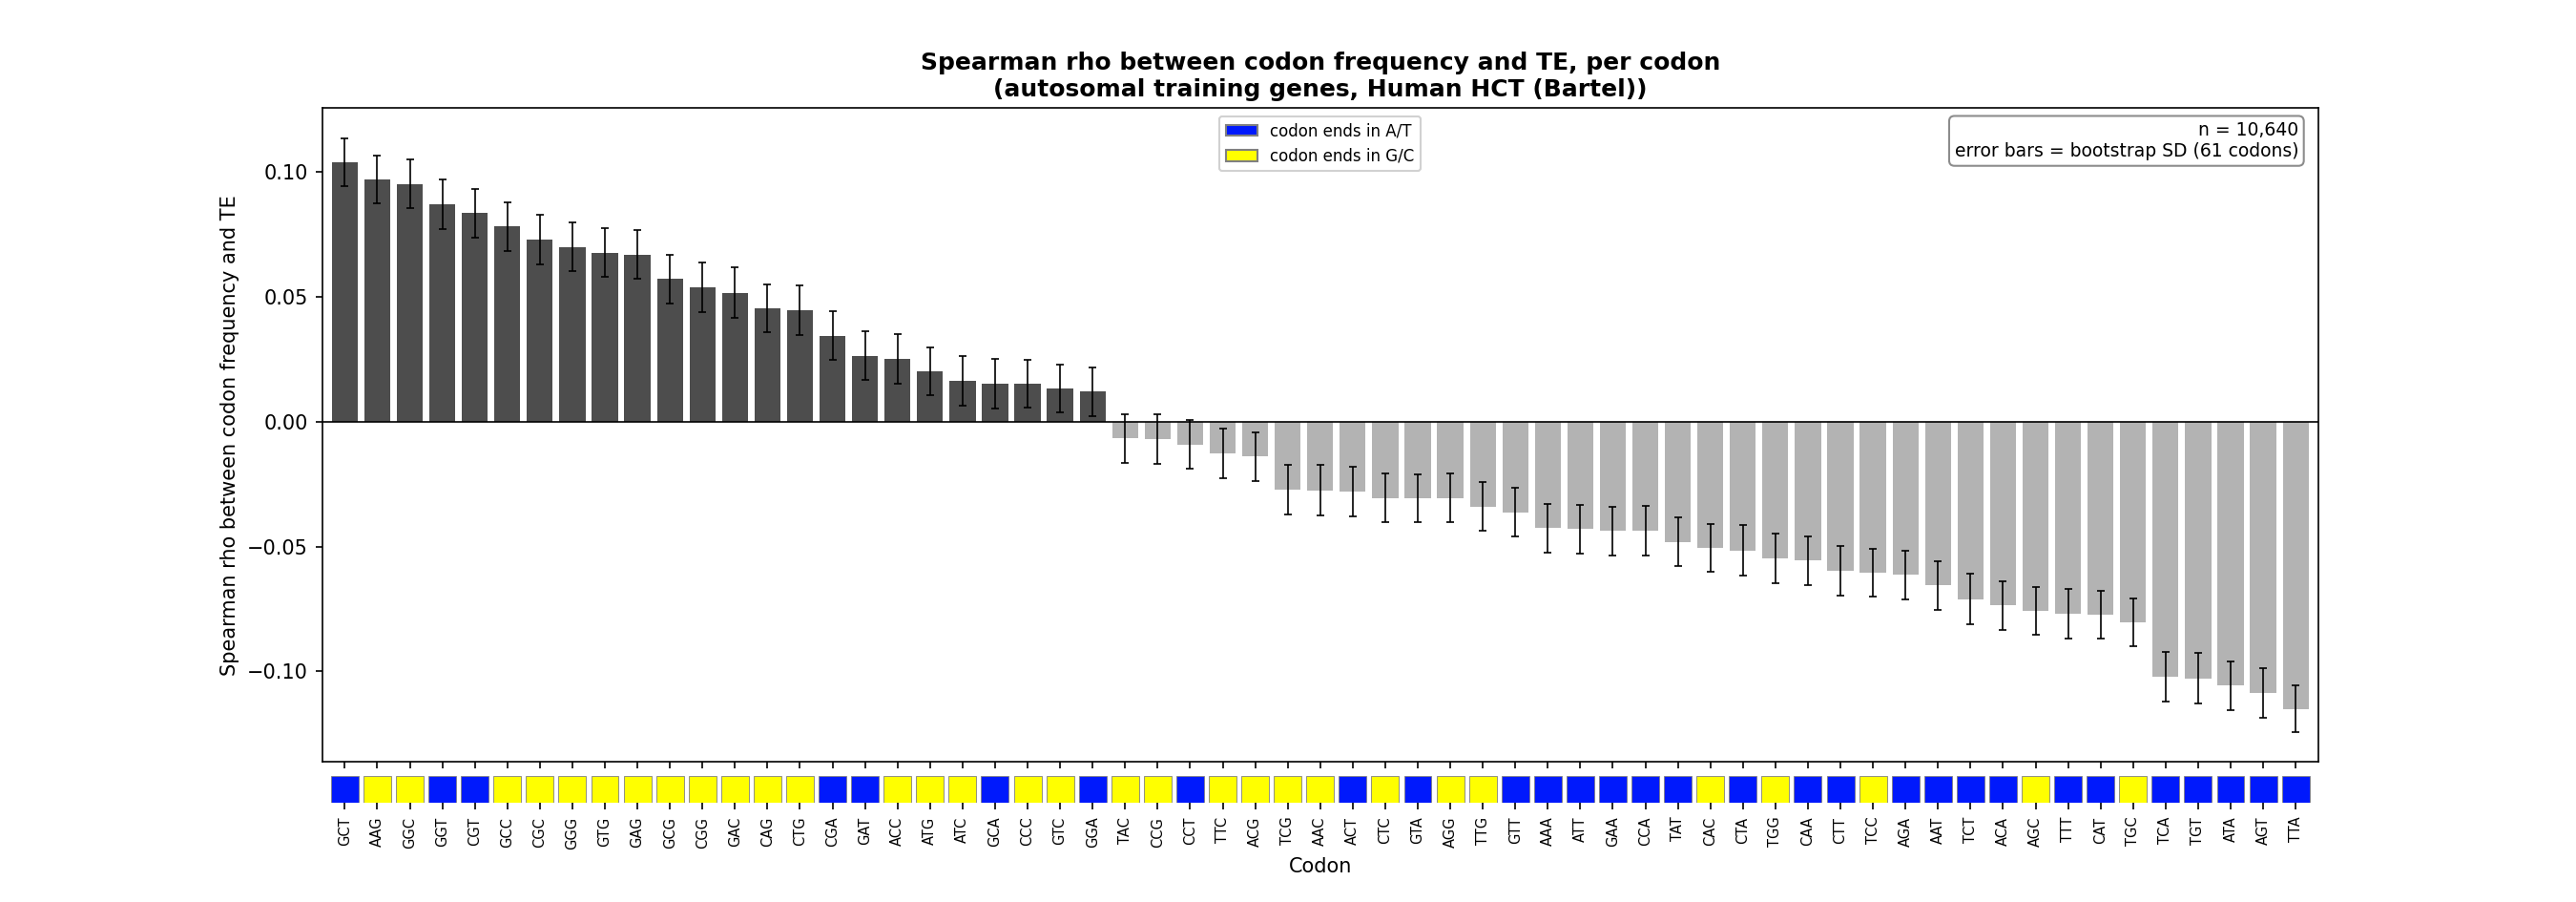 Spearman rho between codon frequency and TE, per codon
(autosomal training genes, Human HCT (Bartel))
codon ends in A/T
codon ends in G/C
n = 10,640
error bars = bootstrap SD (61 codons)
Spearman rho between codon frequency and TE
0.10
0.05
0.00
−0.05
−0.10
GCT AAG GGC GGT CGT GCC CGC GGG GTG GAG GCG CGG GAC CAG CTG CGA GAT ACC ATG ATC GCA CCC GTC GGA TAC CCG CCT TTC ACG TCG AAC ACT CTC GTA AGG TTG GTT AAA ATT GAA CCA TAT CAC CTA TGG CAA CTT TCC AGA AAT TCT ACA AGC TTT CAT TGC TCA TGT ATA AGT TTA
Codon